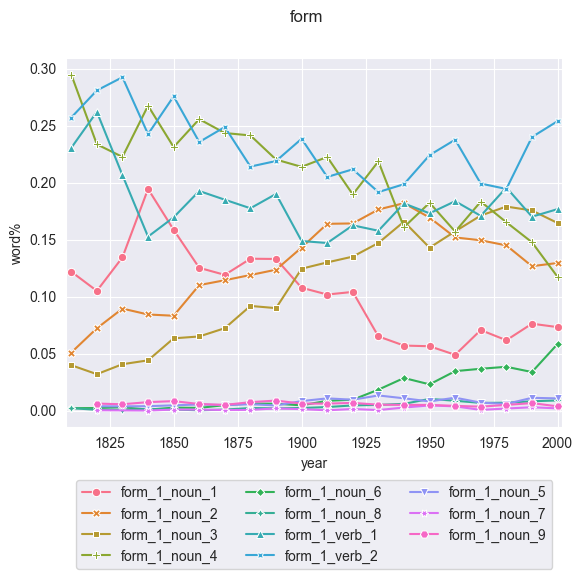 form
0.30
0.25
0.20
0.15
0.10
0.05
0.00
word%
1825 1850 1875 1900 1925 1950 1975 2000
year
form_1_noun_1 form_1_noun_6 form_1_noun_5
form_1_noun_2 form_1_noun_8 form_1_noun_7
form_1_noun_3 form_1_verb_1 form_1_noun_9
form_1_noun_4 form_1_verb_2